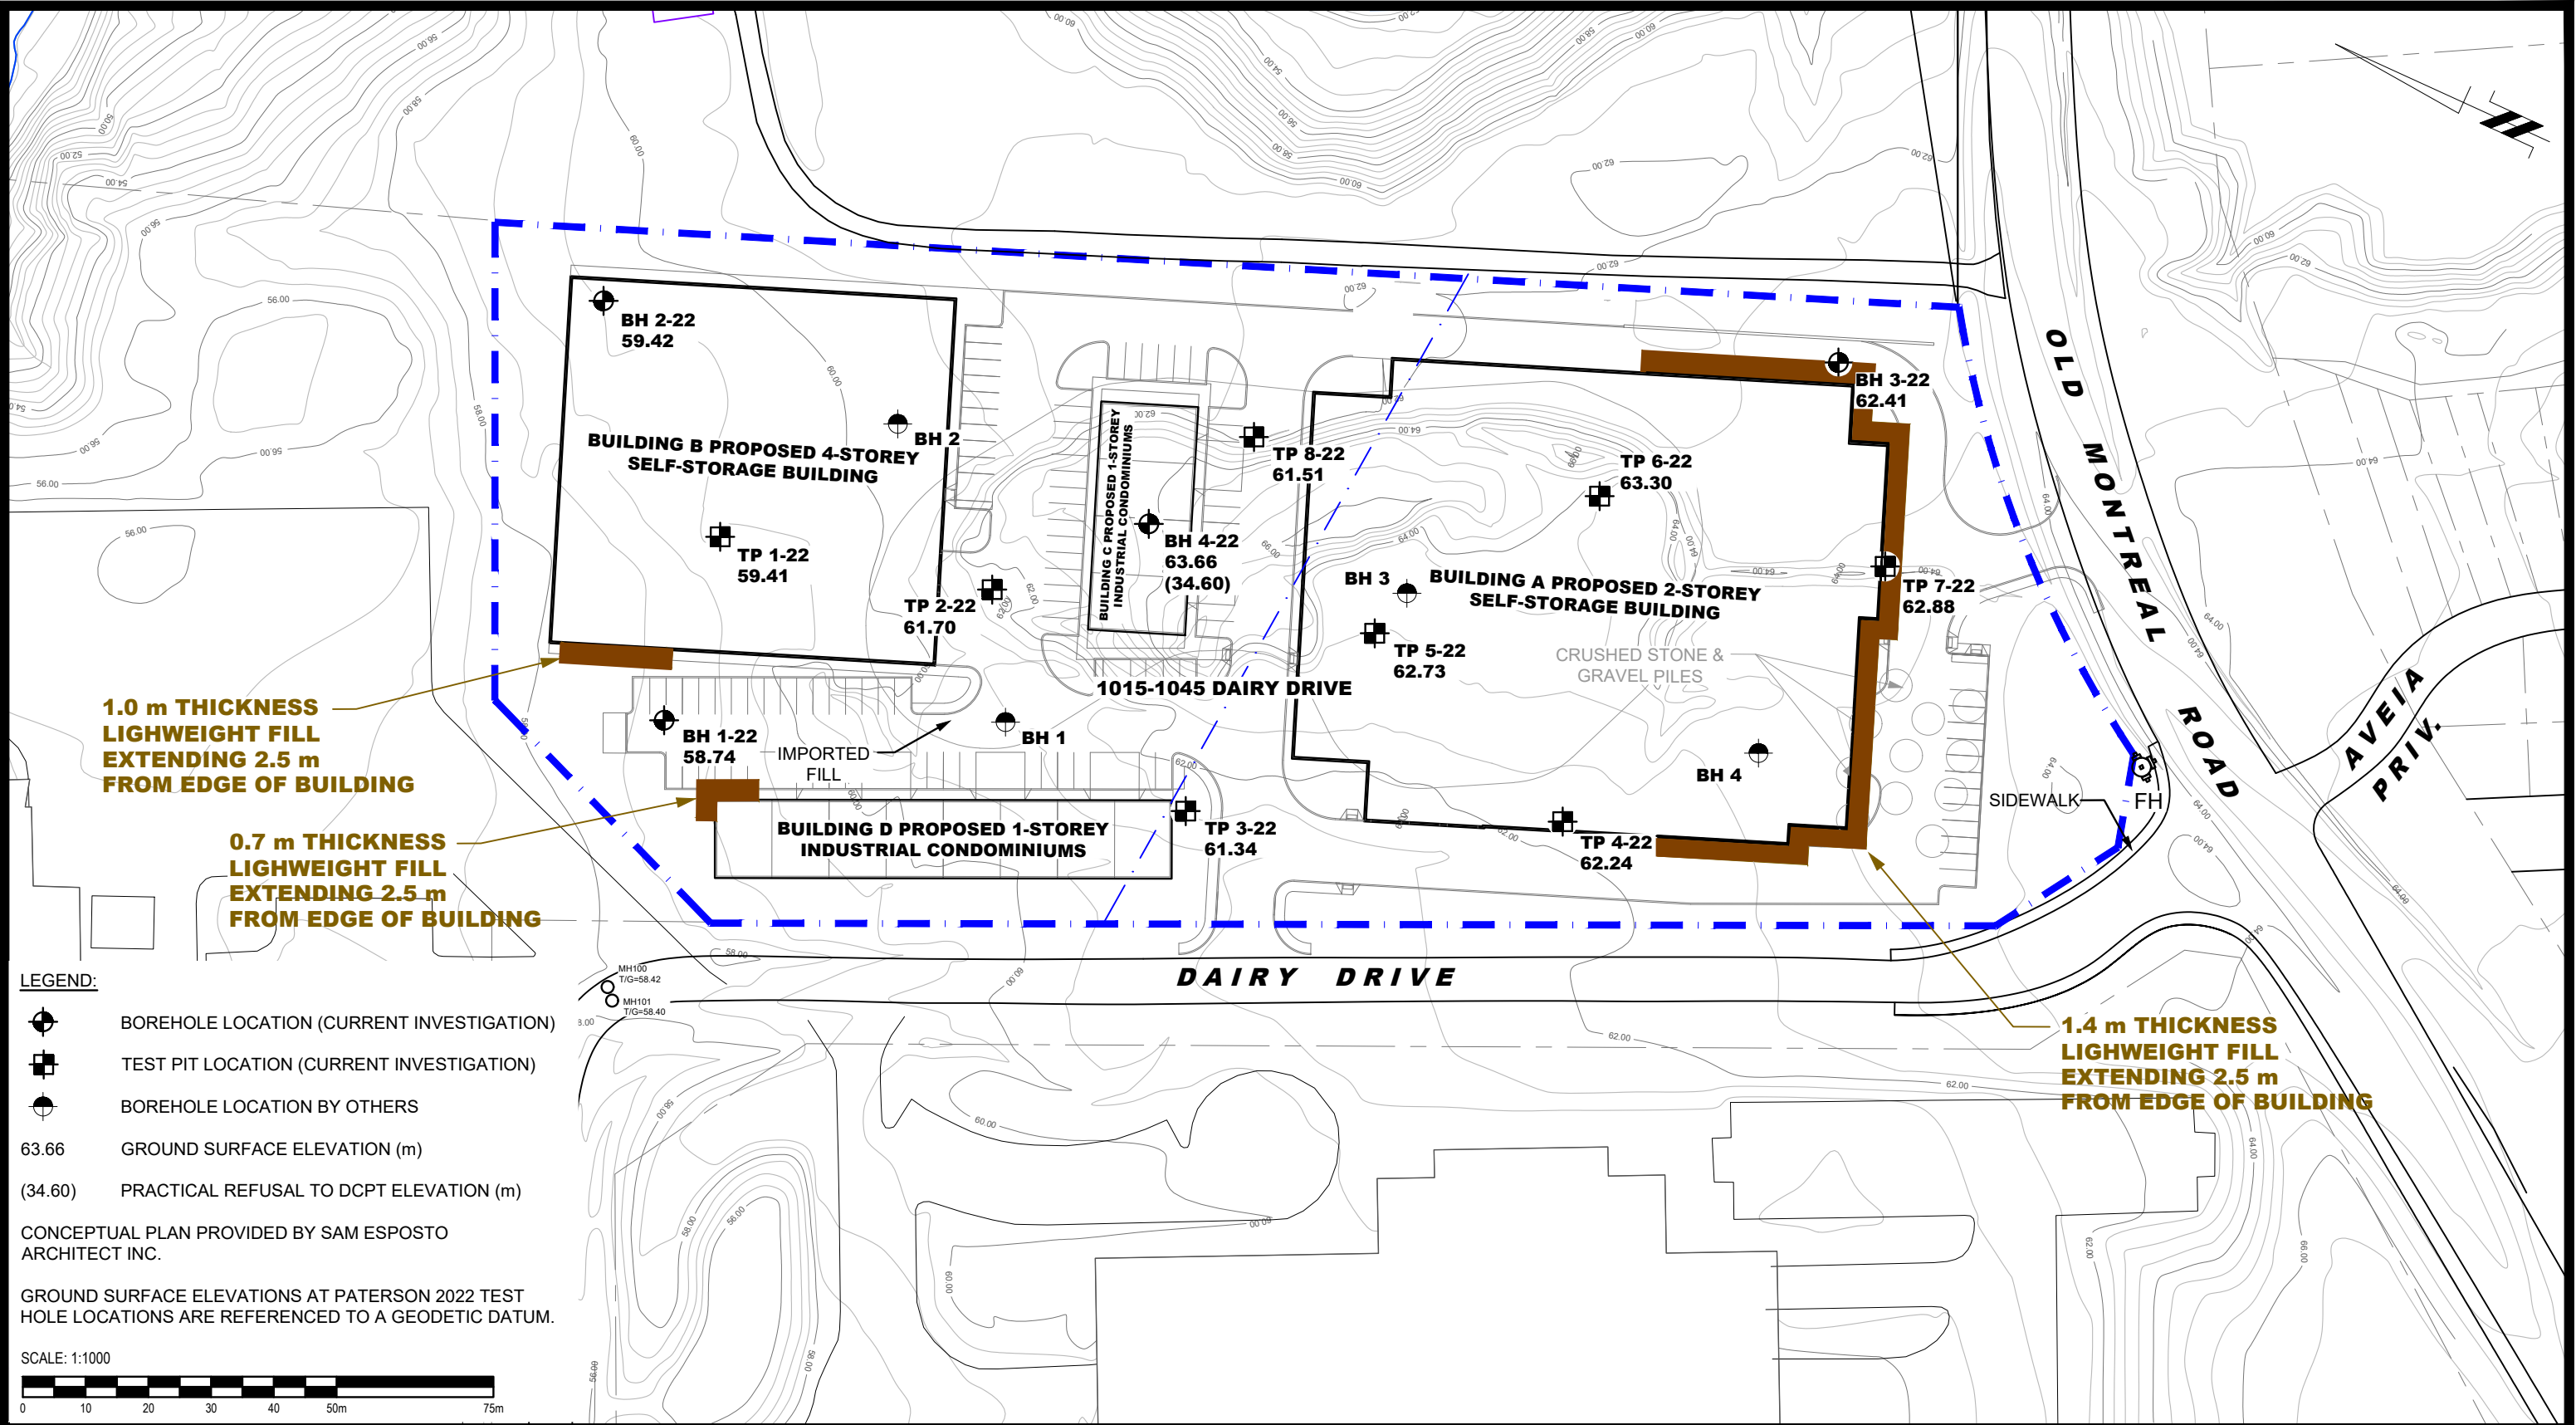 BH 2-22
59.42
BUILDING B PROPOSED 4-STOREY
SELF-STORAGE BUILDING
BH 2
TP 1-22
59.41
TP 2-22
61.70
BUILDING C PROPOSED 1-STOREY
INDUSTRIAL CONDOMINIUMS
BH 4-22
63.66
(34.60)
TP 8-22
61.51
BH 3-22
62.41
TP 6-22
63.30
BH 3
BUILDING A PROPOSED 2-STOREY
SELF-STORAGE BUILDING
TP 5-22
62.73
TP 7-22
62.88
CRUSHED STONE &
GRAVEL PILES
1015-1045 DAIRY DRIVE
1.0 m THICKNESS
LIGHWEIGHT FILL
EXTENDING 2.5 m
FROM EDGE OF BUILDING
BH 1-22
58.74
IMPORTED
FILL
BH 1
BH 4
0.7 m THICKNESS
LIGHWEIGHT FILL
EXTENDING 2.5 m
FROM EDGE OF BUILDING
BUILDING D PROPOSED 1-STOREY
INDUSTRIAL CONDOMINIUMS
TP 3-22
61.34
TP 4-22
62.24
SIDEWALK
FH
OLD MONTREAL ROAD
AVEIA
PRIV.
DAIRY DRIVE
MH100
T/G=58.42
MH101
T/G=58.40
1.4 m THICKNESS
LIGHWEIGHT FILL
EXTENDING 2.5 m
FROM EDGE OF BUILDING
LEGEND:
BOREHOLE LOCATION (CURRENT INVESTIGATION)
TEST PIT LOCATION (CURRENT INVESTIGATION)
BOREHOLE LOCATION BY OTHERS
63.66 GROUND SURFACE ELEVATION (m)
(34.60) PRACTICAL REFUSAL TO DCPT ELEVATION (m)
CONCEPTUAL PLAN PROVIDED BY SAM ESPOSTO
ARCHITECT INC.
GROUND SURFACE ELEVATIONS AT PATERSON 2022 TEST
HOLE LOCATIONS ARE REFERENCED TO A GEODETIC DATUM.
SCALE: 1:1000
0 10 20 30 40 50m 75m